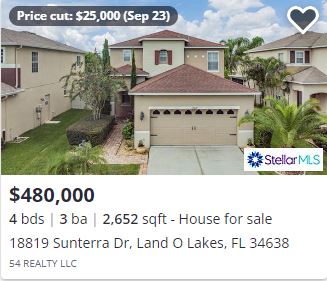 Price cut: $25,000 (Sep 23)
StellarMLS
$480,000
4 bds | 3 ba | 2,652 sqft - House for sale
18819 Sunterra Dr, Land O Lakes, FL 34638
54 REALTY LLC